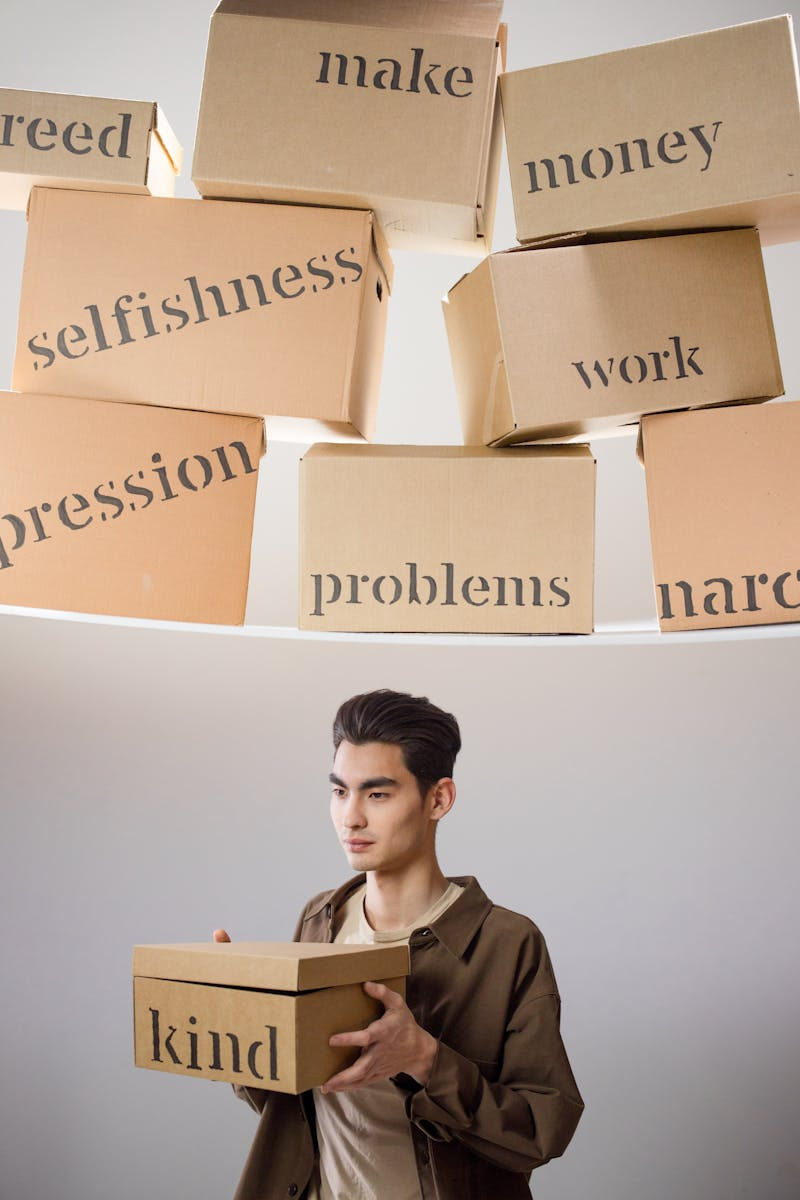 make
reed
money
selfishness
work
pression
problems
narc
kind